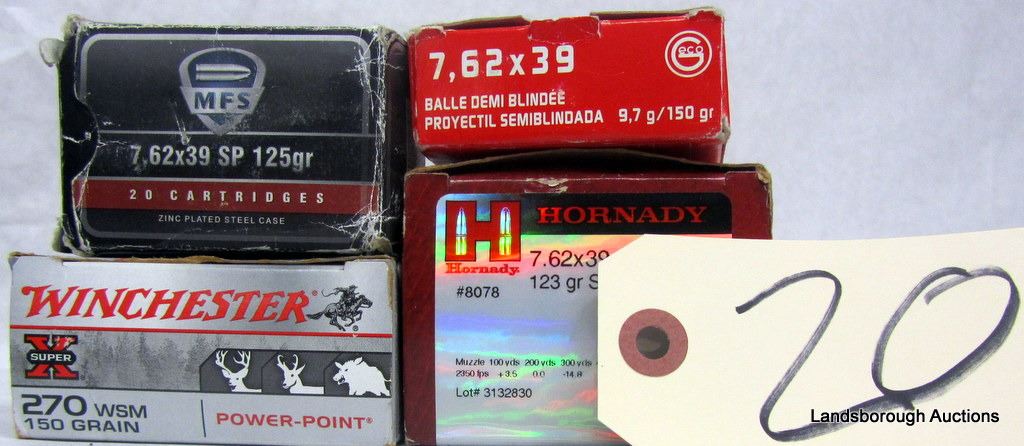 MFS
7,62x39 SP 125gr
20 CARTRIDGES
ZINC PLATED STEEL CASE
7,62x39
Geco
BALLE DEMI BLINDÉE
PROYECTIL SEMIBLINDADA 9,7 g/150 gr
WINCHESTER
SUPER X
270 WSM
150 GRAIN
POWER-POINT®
H HORNADY
Hornady.
7.62x39
#8078
123 gr S
Muzzle 100 yds 200 yds 300 yds
2350 fps +3.5 0.0 -14.8
Lot# 3132830
20
Landsborough Auctions